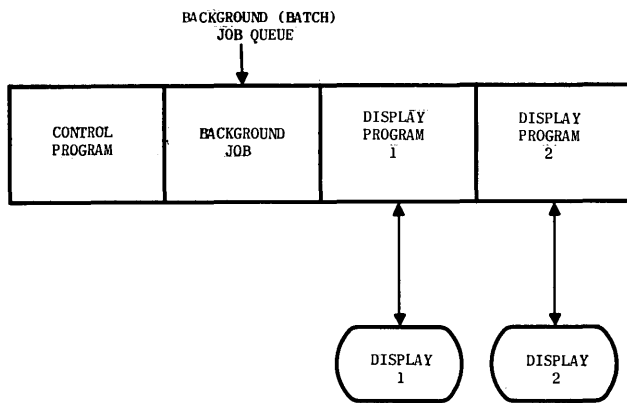 BACKGROUND (BATCH)
JOB QUEUE
CONTROL
PROGRAM
BACKGROUND
JOB
DISPLAY
PROGRAM
1
DISPLAY
PROGRAM
2
DISPLAY
1
DISPLAY
2